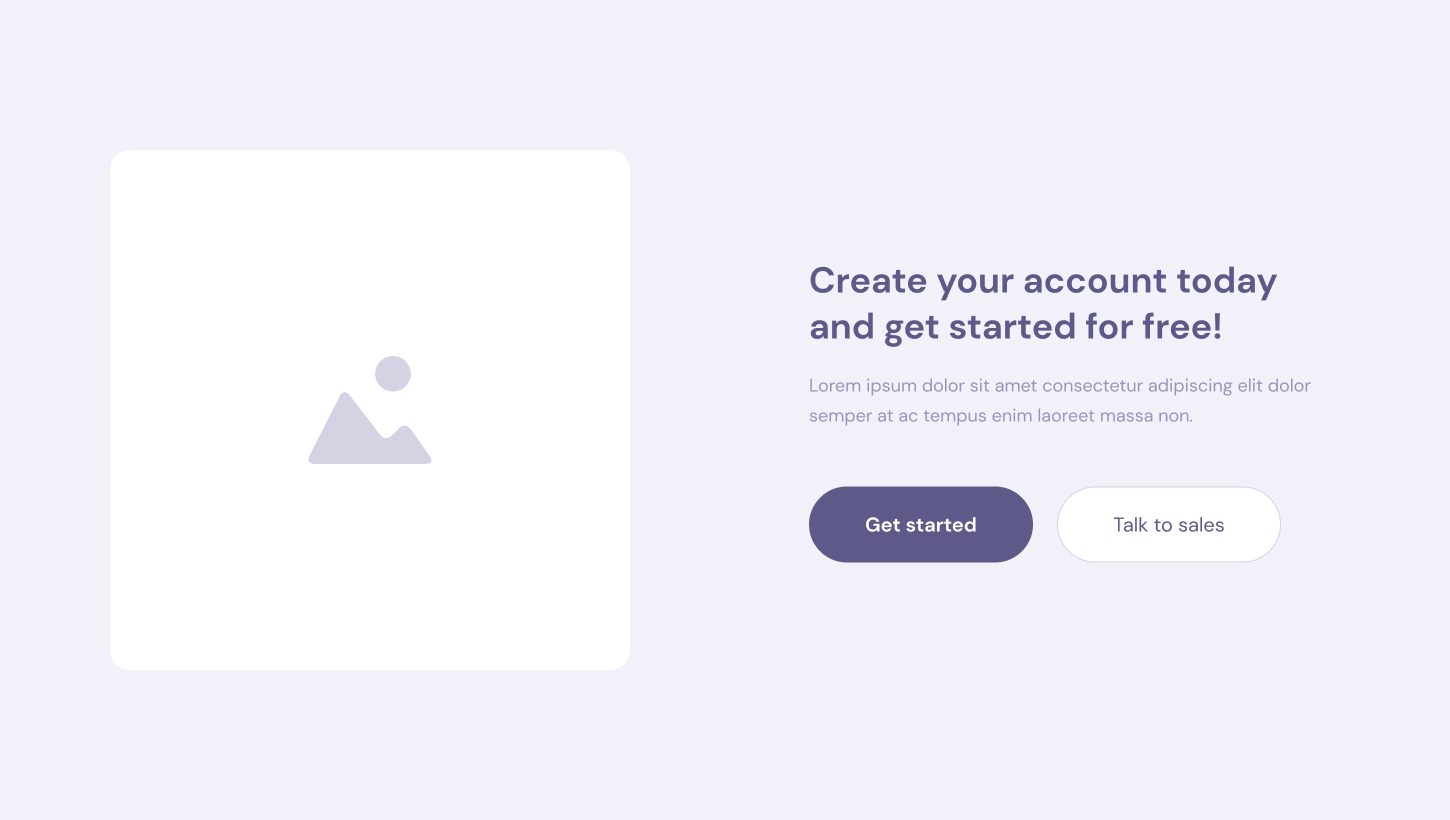 Create your account today
and get started for free!
Lorem ipsum dolor sit amet consectetur adipiscing elit dolor
semper at ac tempus enim laoreet massa non.
Get started
Talk to sales